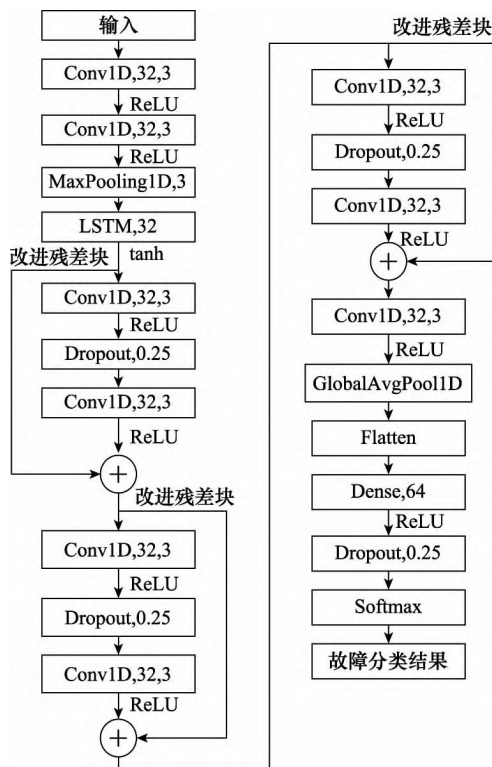 输入
Conv1D,32,3
ReLU
Conv1D,32,3
ReLU
MaxPooling1D,3
LSTM,32
tanh
改进残差块
Conv1D,32,3
ReLU
Dropout,0.25
Conv1D,32,3
ReLU
+
改进残差块
Conv1D,32,3
ReLU
Dropout,0.25
Conv1D,32,3
ReLU
+
改进残差块
Conv1D,32,3
ReLU
Dropout,0.25
Conv1D,32,3
ReLU
+
Conv1D,32,3
ReLU
GlobalAvgPool1D
Flatten
Dense,64
ReLU
Dropout,0.25
Softmax
故障分类结果